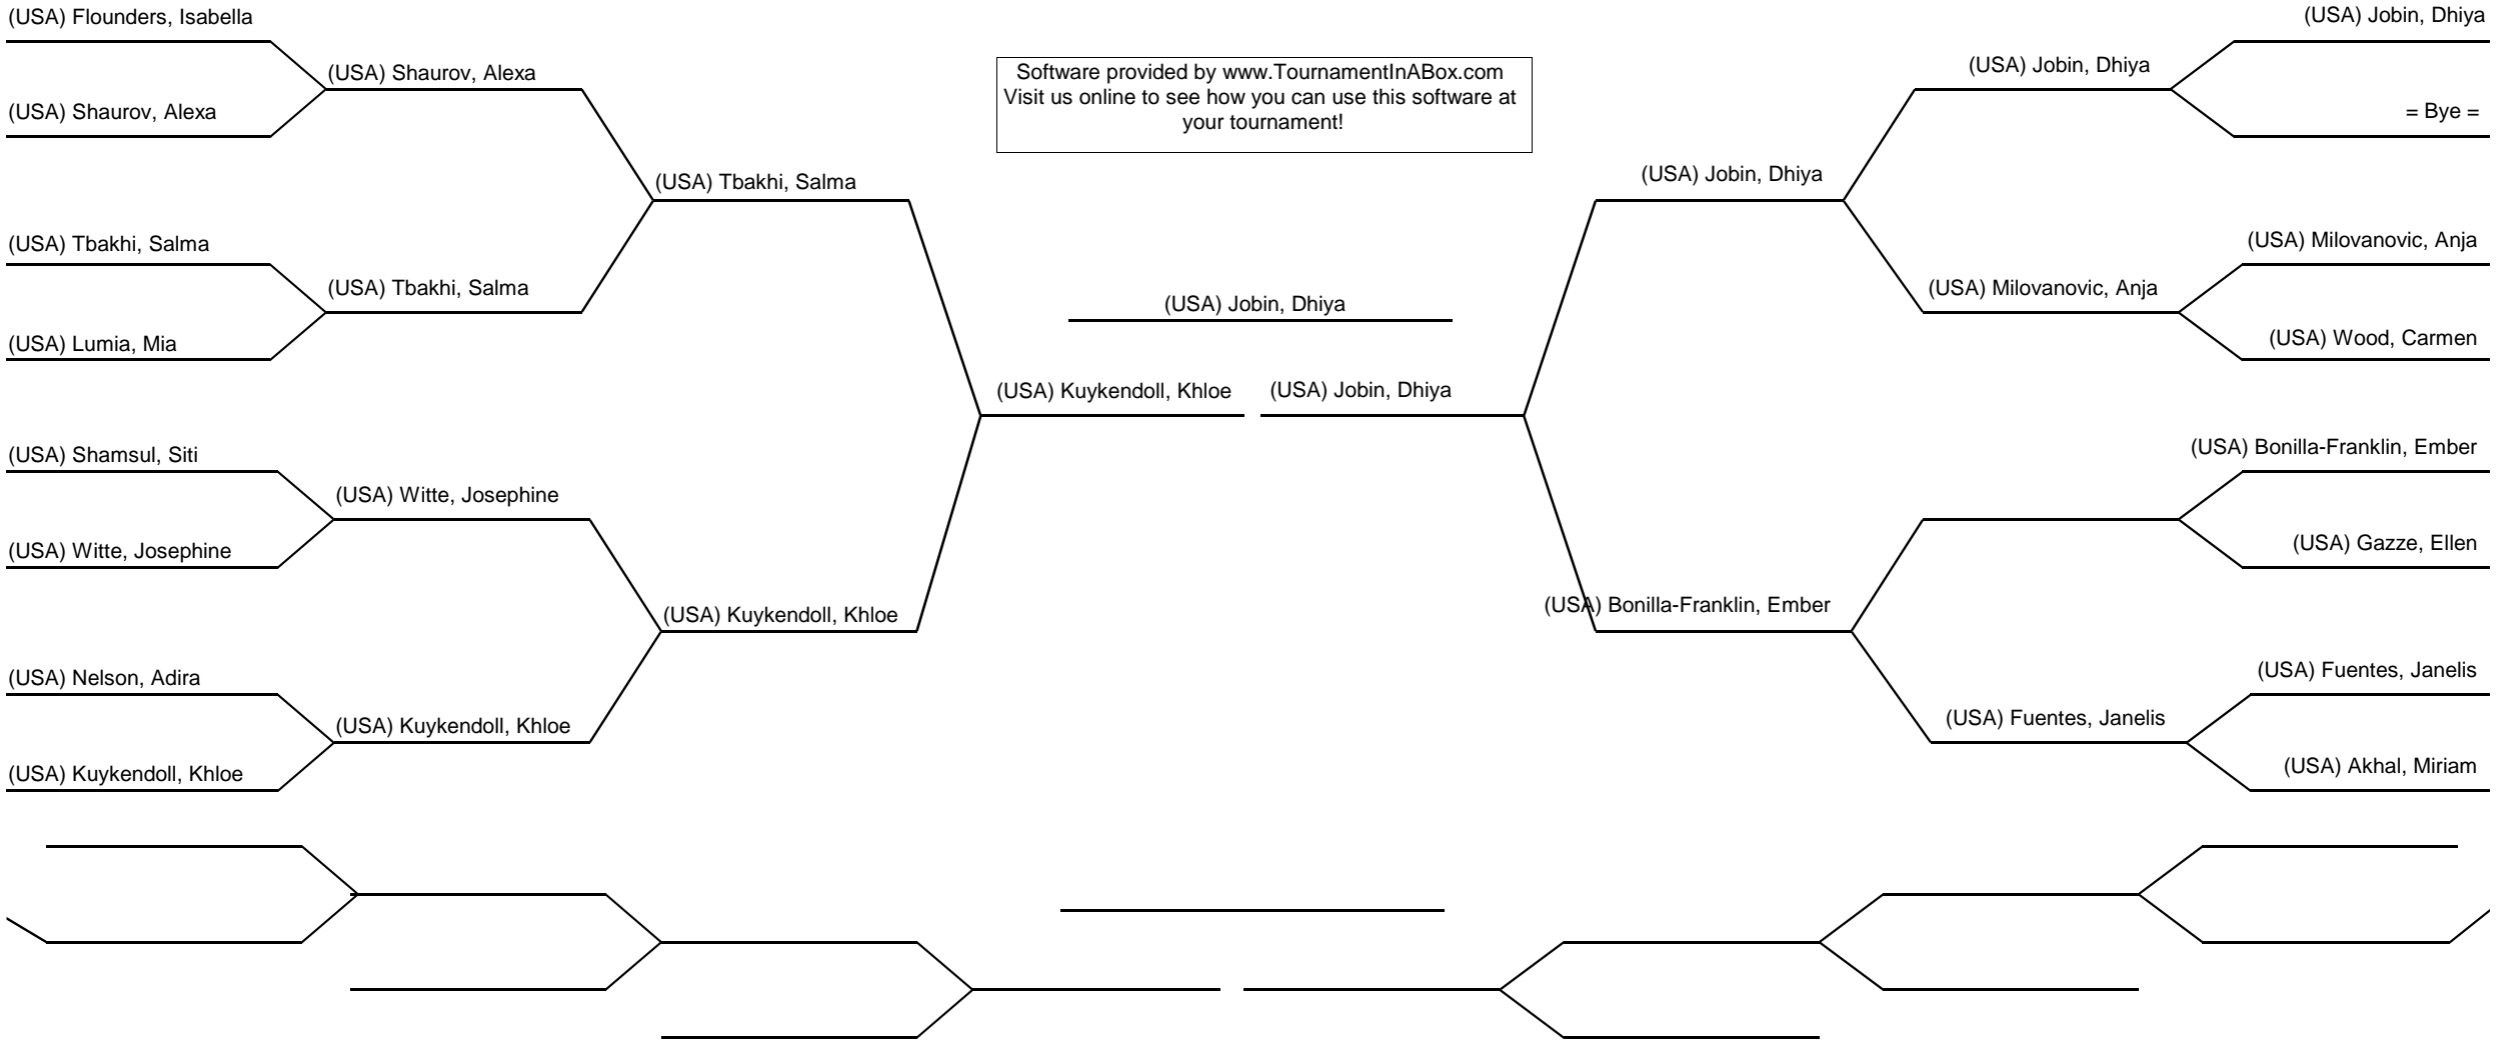 (USA) Flounders, Isabella
(USA) Shaurov, Alexa
(USA) Shaurov, Alexa
(USA) Tbakhi, Salma
(USA) Tbakhi, Salma
(USA) Tbakhi, Salma
(USA) Lumia, Mia
(USA) Shamsul, Siti
(USA) Witte, Josephine
(USA) Witte, Josephine
(USA) Kuykendoll, Khloe
(USA) Nelson, Adira
(USA) Kuykendoll, Khloe
(USA) Kuykendoll, Khloe
Software provided by www.TournamentInABox.com
Visit us online to see how you can use this software at
your tournament!
(USA) Jobin, Dhiya
(USA) Kuykendoll, Khloe
(USA) Jobin, Dhiya
(USA) Jobin, Dhiya
(USA) Jobin, Dhiya
= Bye =
(USA) Jobin, Dhiya
(USA) Milovanovic, Anja
(USA) Milovanovic, Anja
(USA) Wood, Carmen
(USA) Bonilla-Franklin, Ember
(USA) Gazze, Ellen
(USA) Bonilla-Franklin, Ember
(USA) Fuentes, Janelis
(USA) Fuentes, Janelis
(USA) Akhal, Miriam